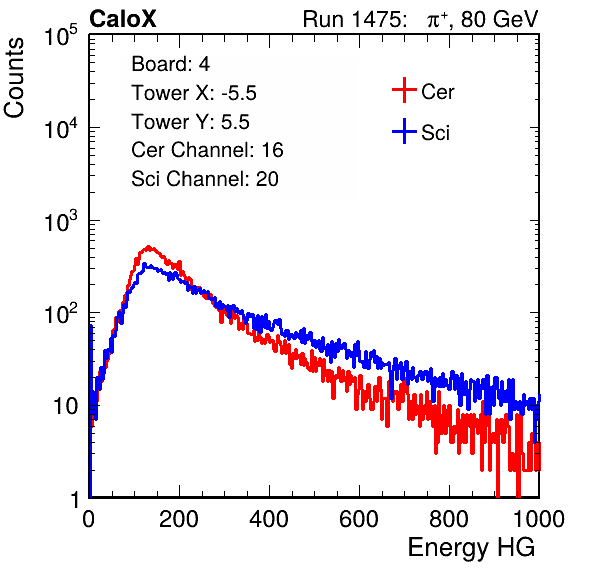 CaloX Run 1475: π⁺, 80 GeV
Counts
10⁵
10⁴
10³
10²
10
1
Board: 4
Tower X: -5.5
Tower Y: 5.5
Cer Channel: 16
Sci Channel: 20
Cer
Sci
0 200 400 600 800 1000
Energy HG